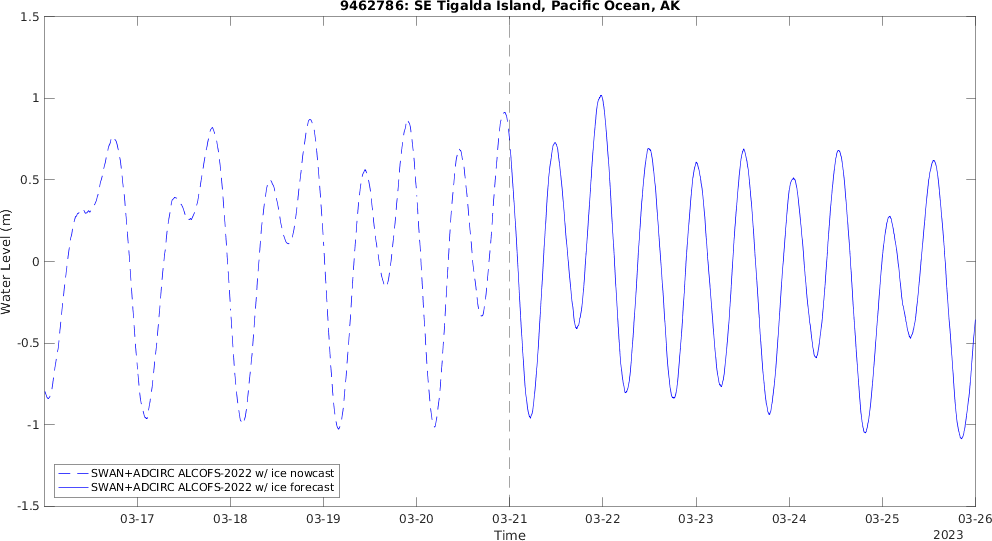 9462786: SE Tigalda Island, Pacific Ocean, AK
1.5
1
0.5
0
-0.5
-1
-1.5
Water Level (m)
SWAN+ADCIRC ALCOFS-2022 w/ ice nowcast
SWAN+ADCIRC ALCOFS-2022 w/ ice forecast
03-17 03-18 03-19 03-20 03-21 03-22 03-23 03-24 03-25 03-26
Time
2023